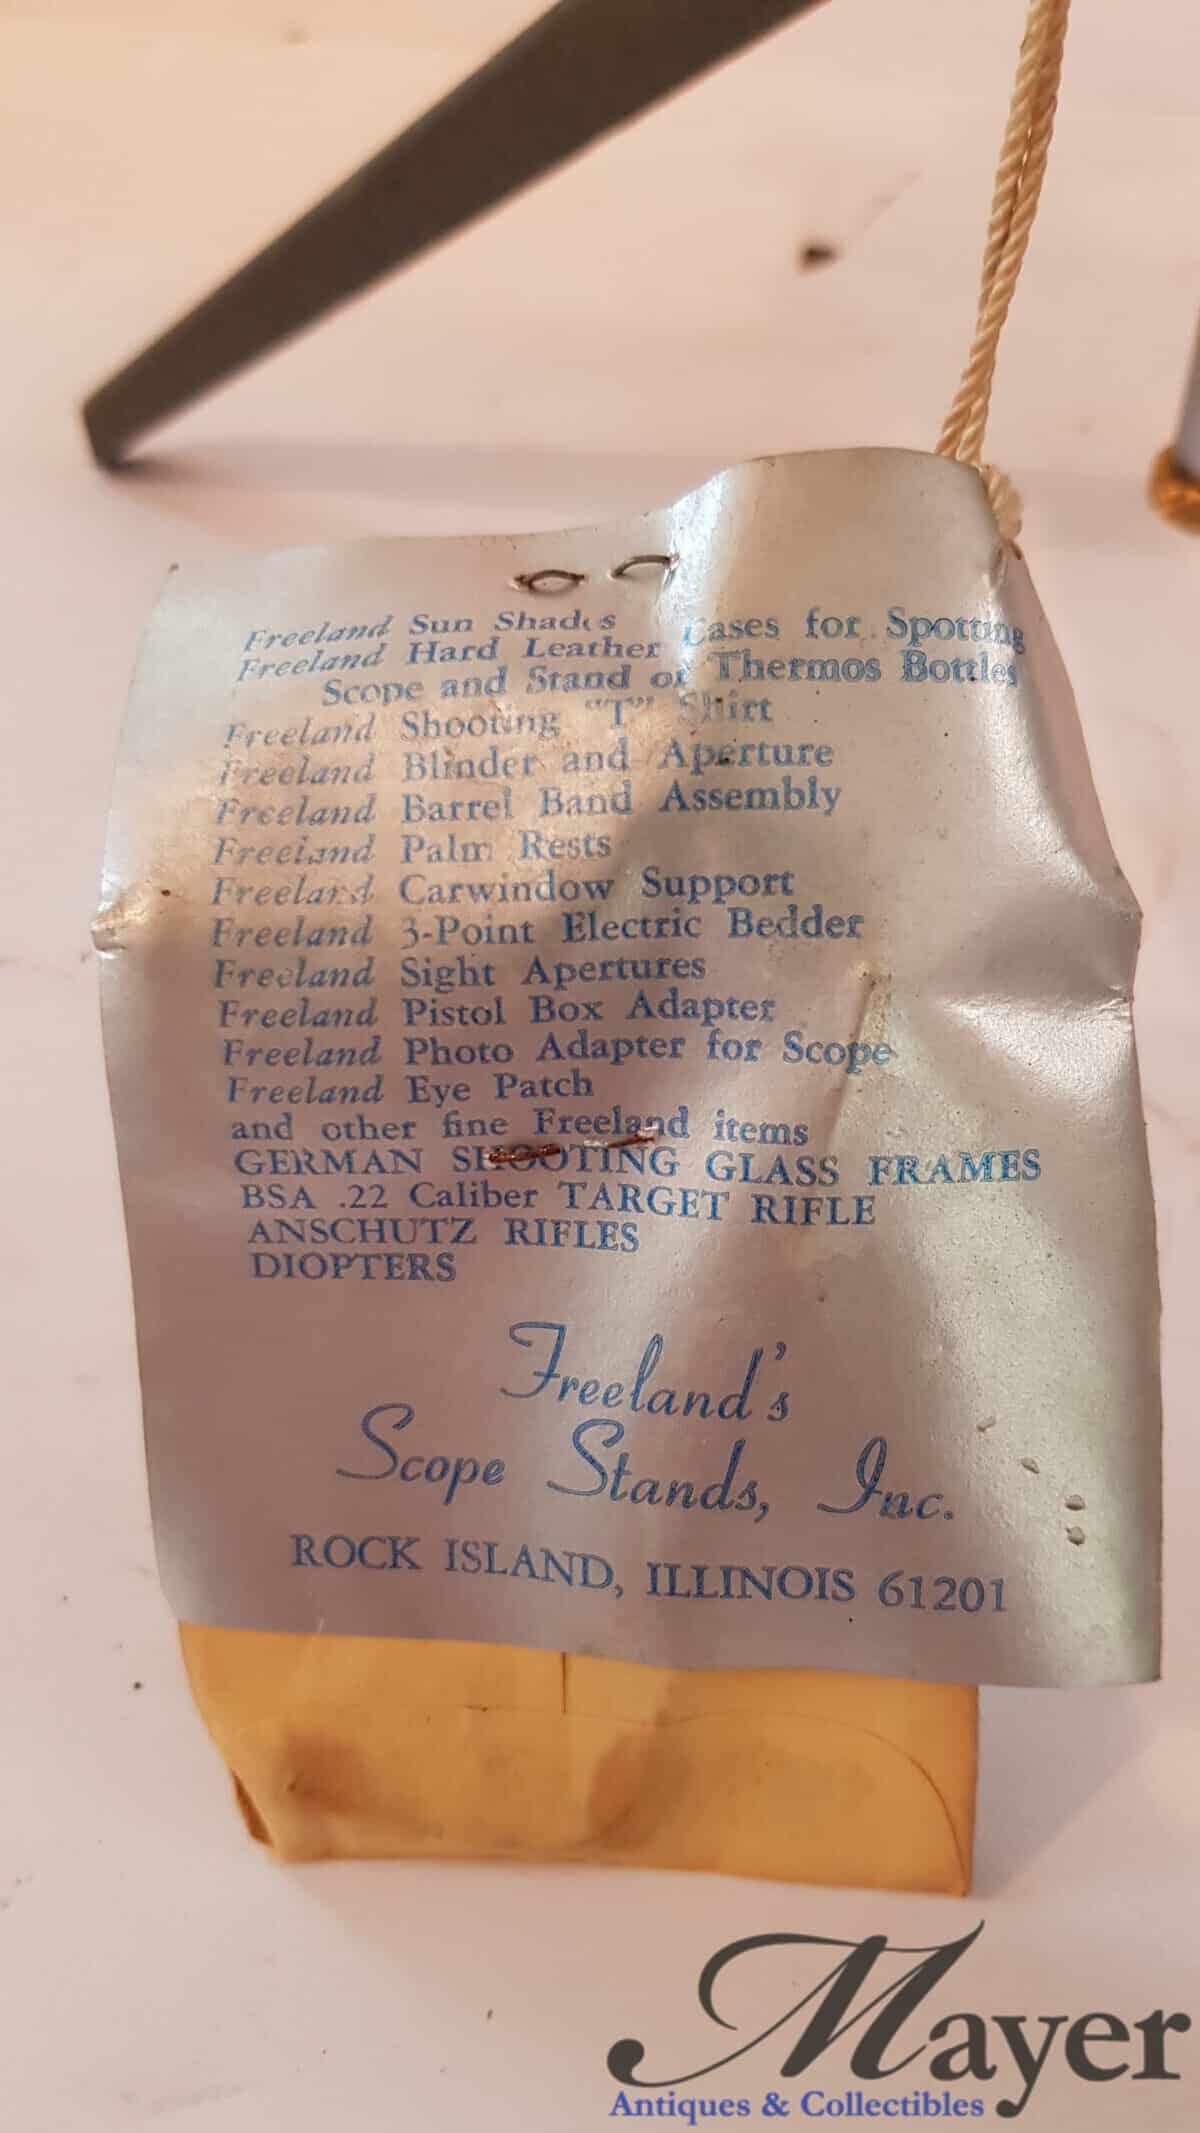 Freeland Sun Shades
Freeland Hard Leather Cases for Spotting
Scope and Stand or Thermos Bottles
Freeland Shooting "T" Shirt
Freeland Blinder and Aperture
Freeland Barrel Band Assembly
Freeland Palm Rests
Freeland Carwindow Support
Freeland 3-Point Electric Bedder
Freeland Sight Apertures
Freeland Pistol Box Adapter
Freeland Photo Adapter for Scope
Freeland Eye Patch
and other fine Freeland items
GERMAN SHOOTING GLASS FRAMES
BSA .22 Caliber TARGET RIFLE
ANSCHUTZ RIFLES
DIOPTERS
Freeland's
Scope Stands, Inc.
ROCK ISLAND, ILLINOIS 61201
Mayer
Antiques & Collectibles